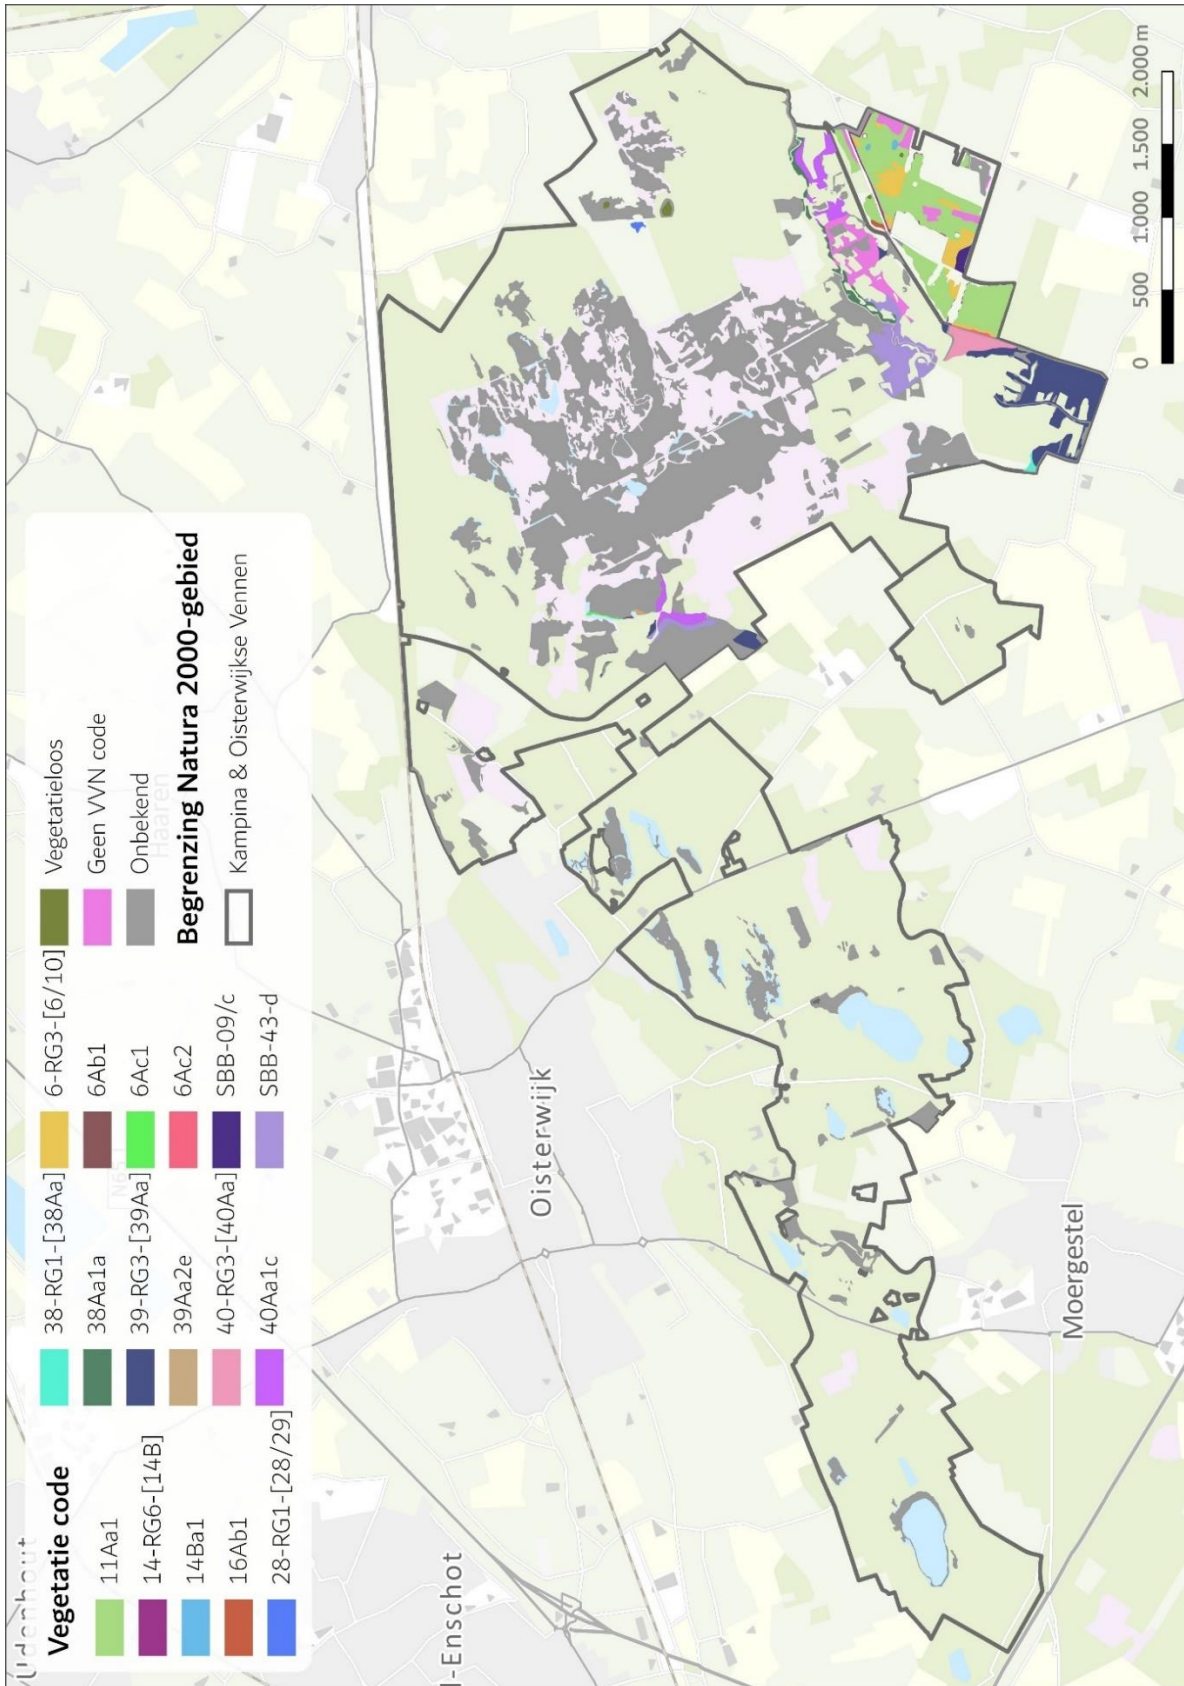 Udenhout
Vegetatie code
11Aa1
14-RG6-[14B]
14Ba1
16Ab1
28-RG1-[28/29]
38-RG1-[38Aa]
38Aa1a
39-RG3-[39Aa]
39Aa2e
40-RG3-[40Aa]
40Aa1c
6-RG3-[6/10]
6Ab1
6Ac1
6Ac2
SBB-09/c
SBB-43-d
Vegetatieloos
Geen VVN code
Onbekend
Begrenzing Natura 2000-gebied
Kampina & Oisterwijkse Vennen
Haaren
N65
l-Enschot
Oisterwijk
Moergestel
0 500 1.000 1.500 2.000 m